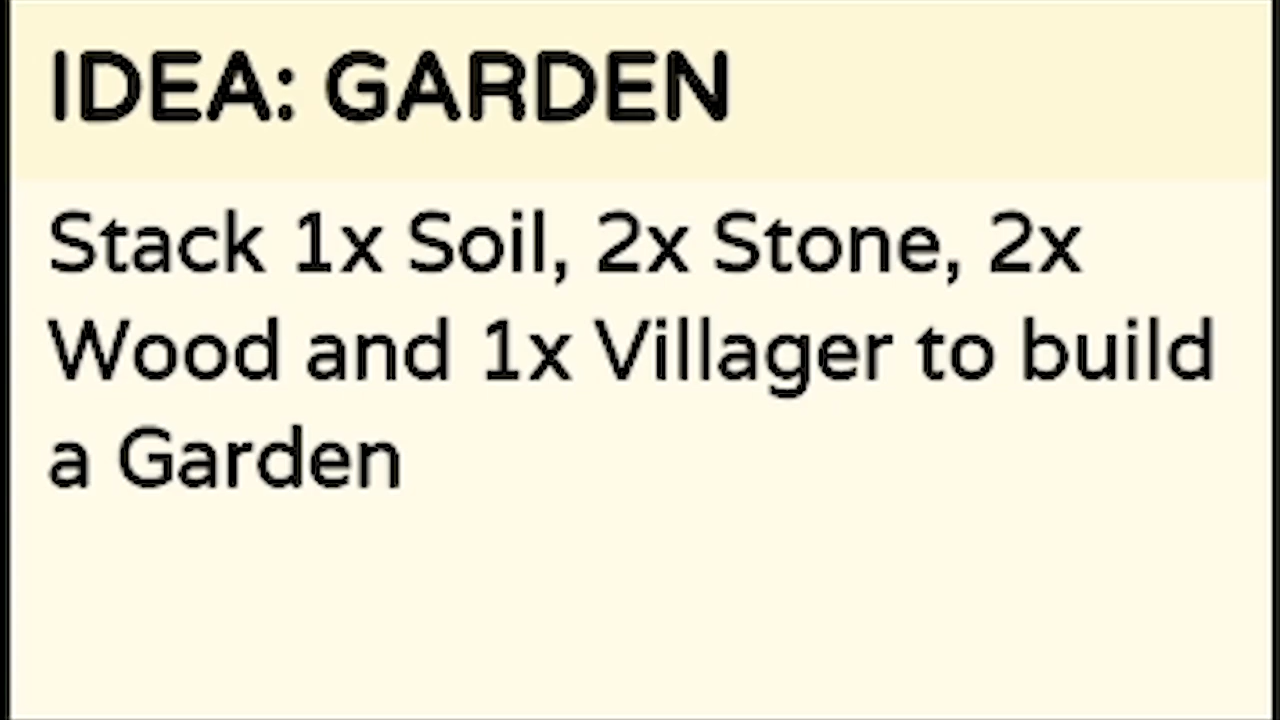 IDEA: GARDEN
Stack 1x Soil, 2x Stone, 2x
Wood and 1x Villager to build
a Garden